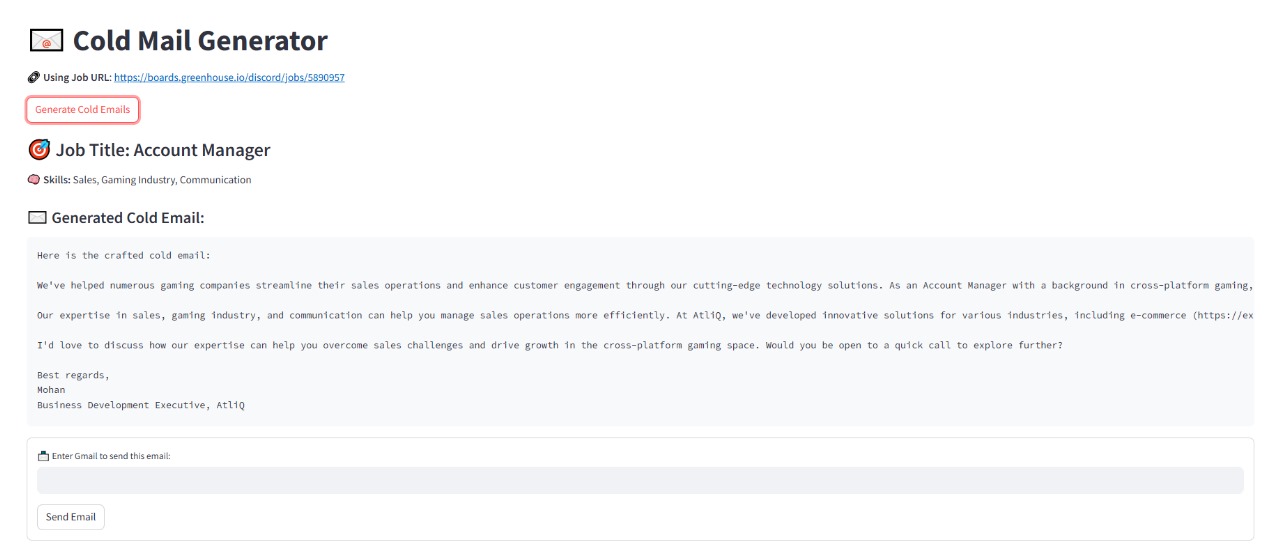 Cold Mail Generator
Using Job URL: https://boards.greenhouse.io/discord/jobs/5890957
Generate Cold Emails
Job Title: Account Manager
Skills: Sales, Gaming Industry, Communication
Generated Cold Email:
Here is the crafted cold email:
We've helped numerous gaming companies streamline their sales operations and enhance customer engagement through our cutting-edge technology solutions. As an Account Manager with a background in cross-platform gaming,
Our expertise in sales, gaming industry, and communication can help you manage sales operations more efficiently. At AtliQ, we've developed innovative solutions for various industries, including e-commerce (https://ex
I'd love to discuss how our expertise can help you overcome sales challenges and drive growth in the cross-platform gaming space. Would you be open to a quick call to explore further?
Best regards,
Mohan
Business Development Executive, AtliQ
Enter Gmail to send this email:
Send Email